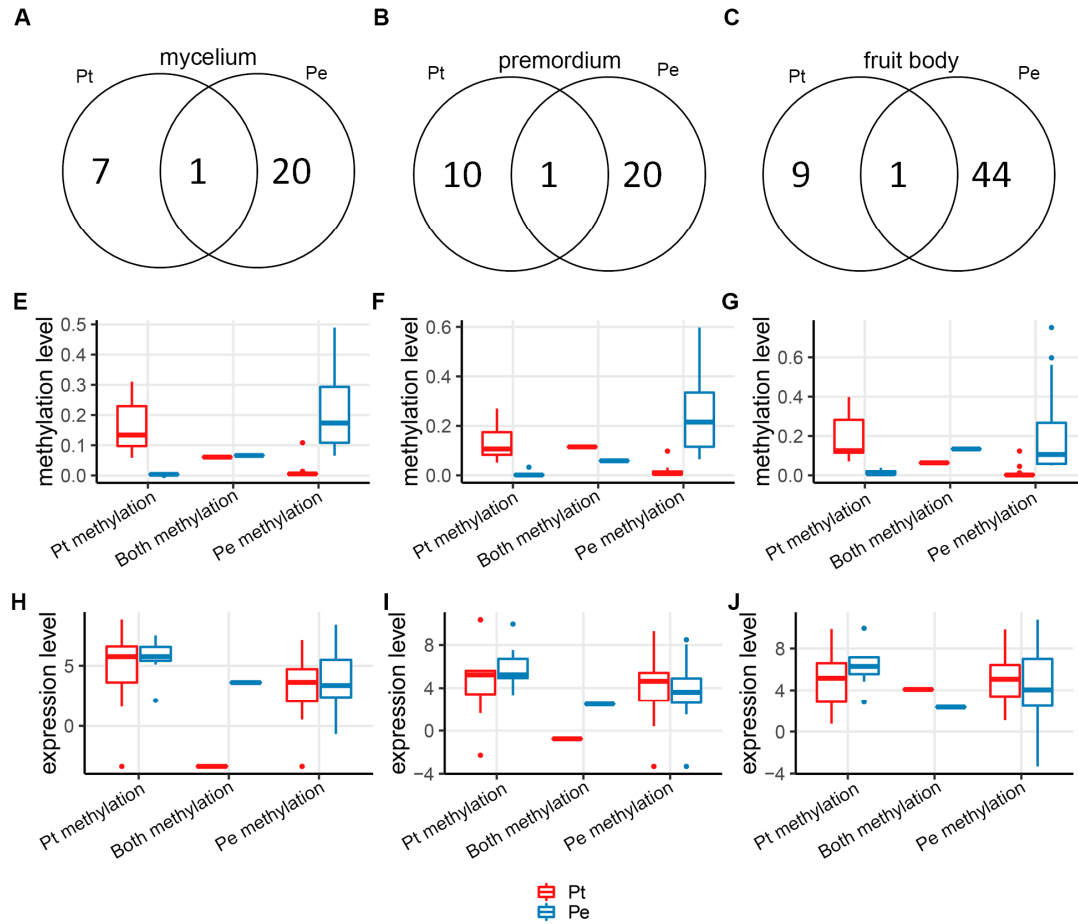 A
B
C
mycelium
premordium
fruit body
Pt
Pe
Pt
Pe
Pt
Pe
7
1
20
10
1
20
9
1
44
E
F
G
methylation level
0.5
0.4
0.3
0.2
0.1
0.0
Pt methylation
Both methylation
Pe methylation
methylation level
0.6
0.4
0.2
0.0
Pt methylation
Both methylation
Pe methylation
methylation level
0.6
0.4
0.2
0.0
Pt methylation
Both methylation
Pe methylation
H
I
J
expression level
5
0
Pt methylation
Both methylation
Pe methylation
expression level
8
4
0
−4
Pt methylation
Both methylation
Pe methylation
expression level
8
4
0
−4
Pt methylation
Both methylation
Pe methylation
Pt
Pe